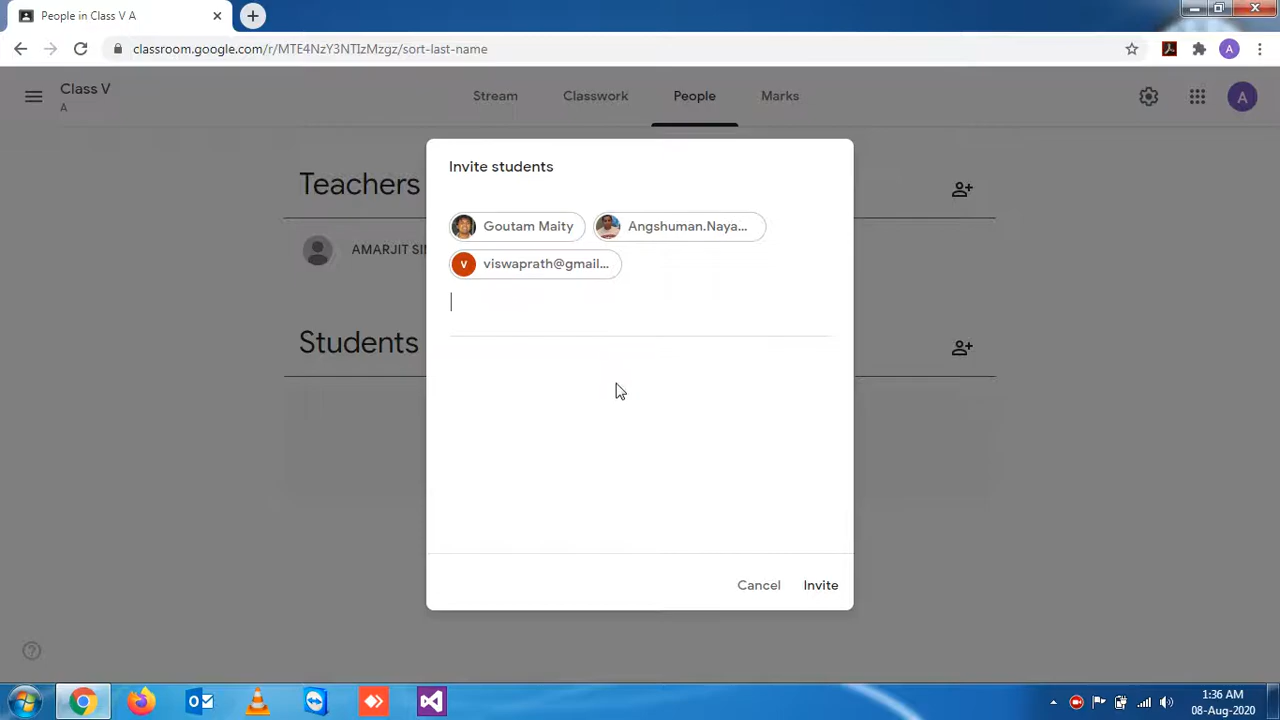 People in Class V A
classroom.google.com/r/MTE4NzY3NTIzMzgz/sort-last-name
A
Class V
A
Stream
Classwork
People
Marks
A
Invite students
Teachers
Goutam Maity
Angshuman.Naya...
AMARJIT SI
V
viswaprath@gmail...
Students
Cancel
Invite
1:36 AM
08-Aug-2020